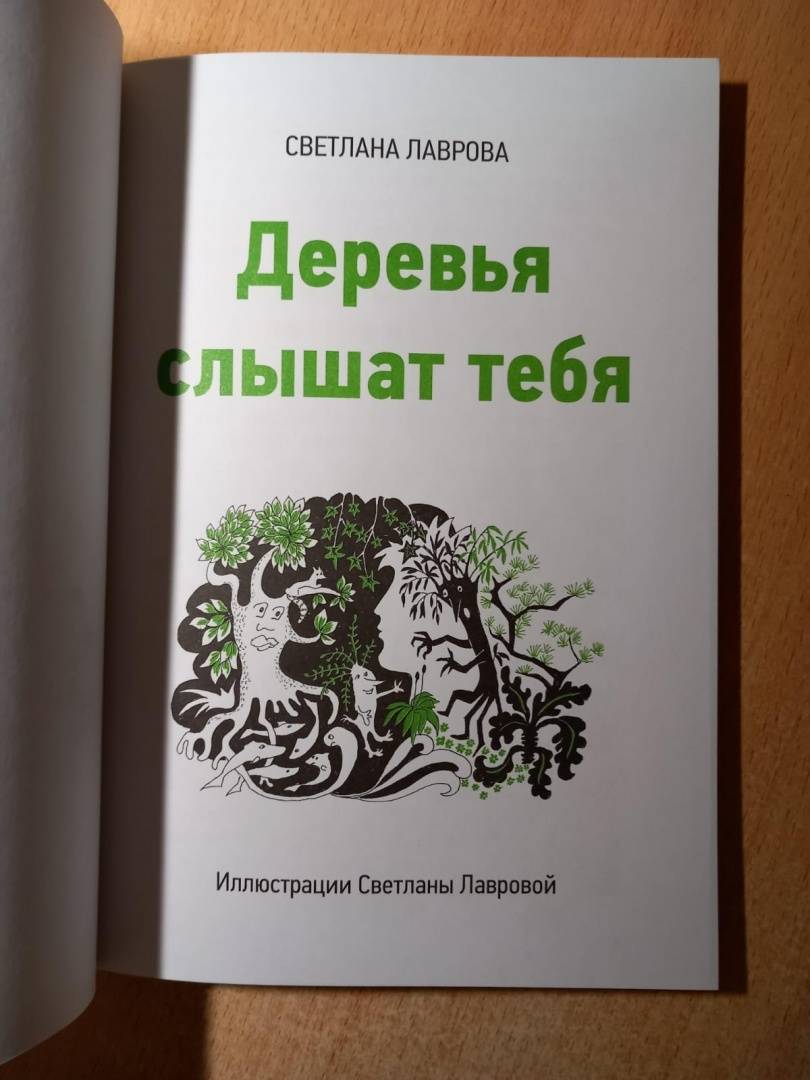 СВЕТЛАНА ЛАВРОВА
Деревья
слышат тебя
Иллюстрации Светланы Лавровой